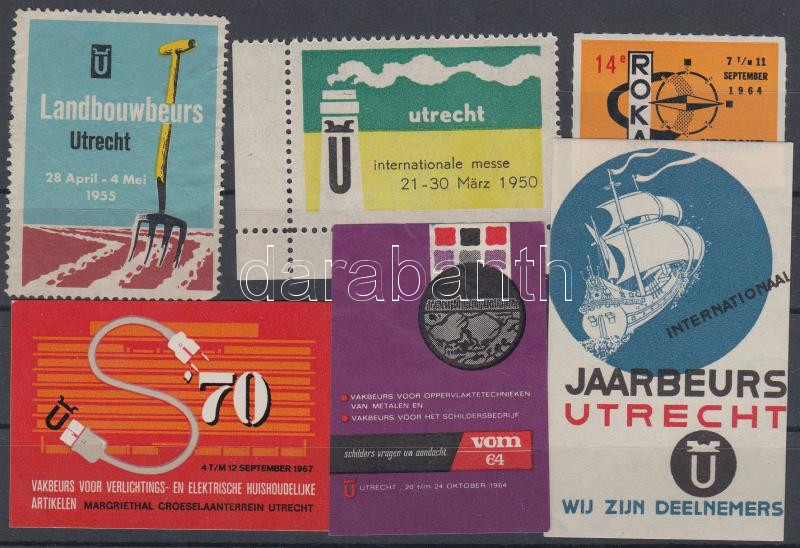 Landbouwbeurs
Utrecht
28 April - 4 Mei
1955
utrecht
internationale messe
21-30 März 1950
14e
ROKA
7 T/M 11
SEPTEMBER
1964
INTERNATIONAAL
JAARBEURS
UTRECHT
WIJ ZIJN DEELNEMERS
'70
4 T/M 12 SEPTEMBER 1967
VAKBEURS VOOR VERLICHTINGS- EN ELEKTRISCHE HUISHOUDELIJKE
ARTIKELEN MARGRIETHAL CROESELAANTERREIN UTRECHT
VAKBEURS VOOR OPPERVLAKTETECHNIEKEN
VAN METALEN EN
VAKBEURS VOOR HET SCHILDERSBEDRIJF
schilders vragen uw aandacht
vom
64
UTRECHT - 20 t/m 24 OKTOBER 1964
darabanth